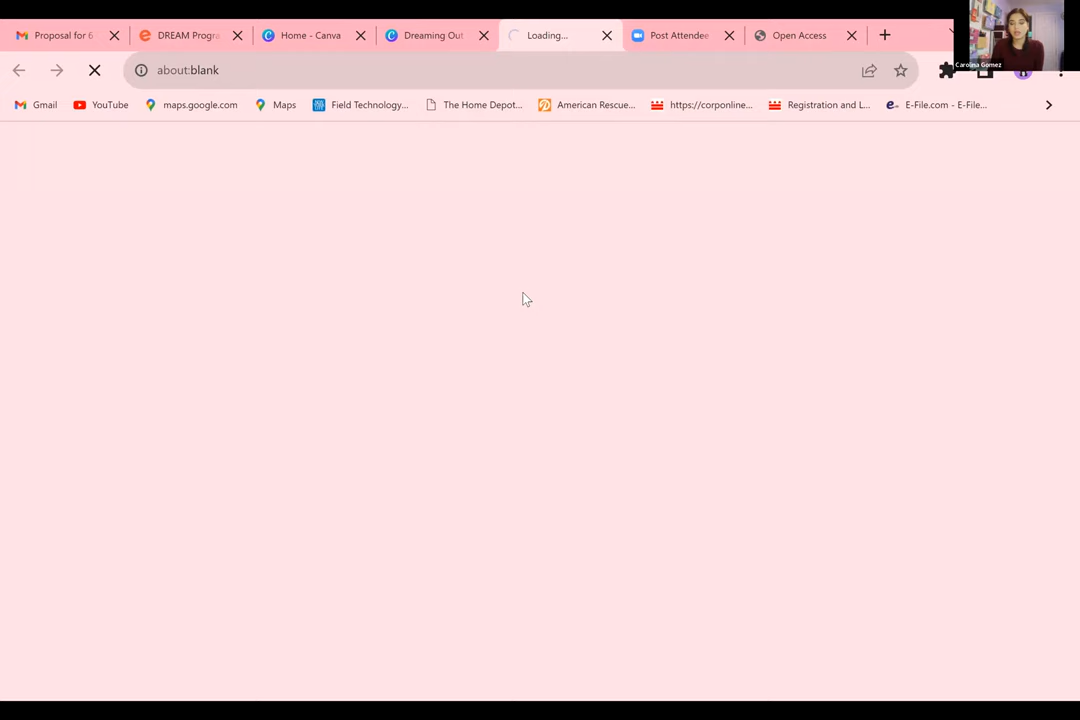 Proposal for 6
DREAM Progra
Home - Canva
Dreaming Out
Loading...
Post Attendee
Open Access
Carolina Gomez
about:blank
Gmail
YouTube
maps.google.com
Maps
Field Technology...
The Home Depot...
American Rescue...
https://corponline...
Registration and L...
E-File.com - E-File...